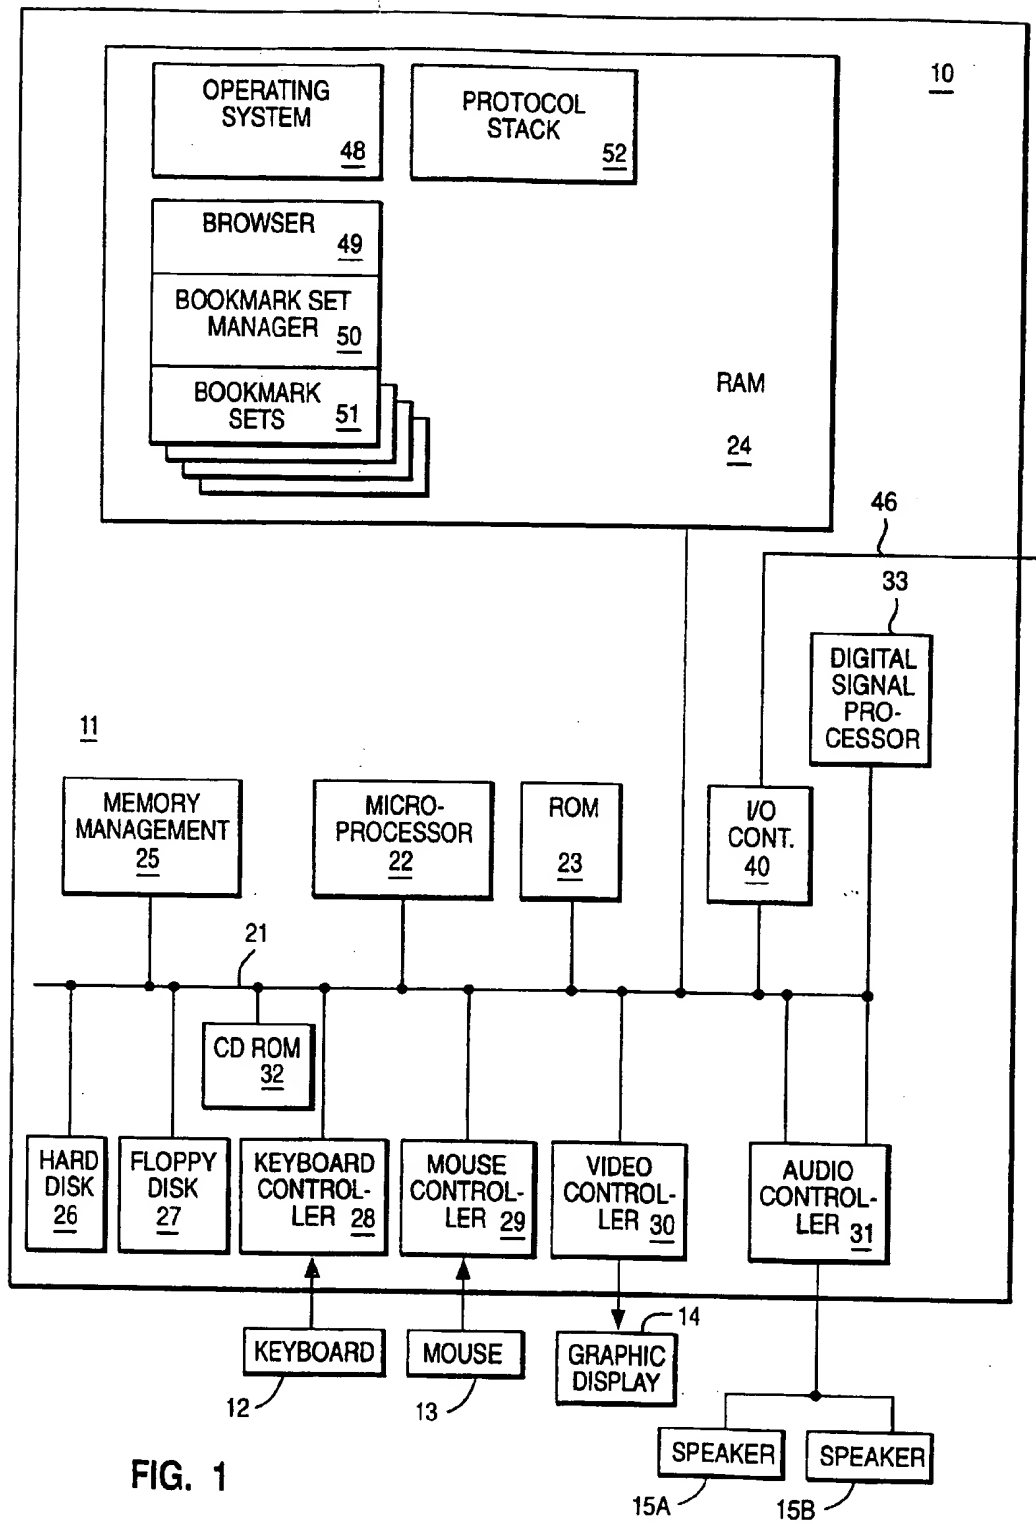 10
OPERATING
SYSTEM
48
PROTOCOL
STACK
52
BROWSER
49
BOOKMARK SET
MANAGER 50
BOOKMARK
SETS 51
RAM
24
46
33
DIGITAL
SIGNAL
PRO-
CESSOR
11
MEMORY
MANAGEMENT
25
MICRO-
PROCESSOR
22
ROM
23
I/O
CONT.
40
21
CD ROM
32
HARD
DISK
26
FLOPPY
DISK
27
KEYBOARD
CONTROL-
LER 28
MOUSE
CONTROL-
LER 29
VIDEO
CONTROL-
LER 30
AUDIO
CONTROL-
LER 31
KEYBOARD
12
MOUSE
13
14
GRAPHIC
DISPLAY
SPEAKER
15A
SPEAKER
15B
FIG. 1